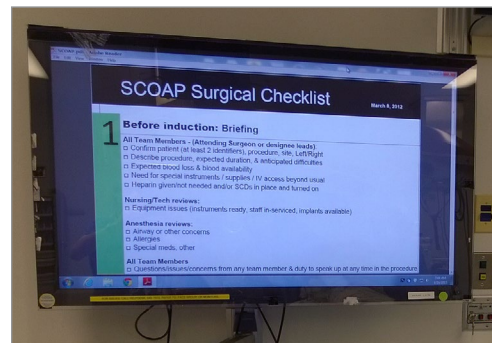 SCOAP Surgical Checklist
March 8, 2012
1
Before induction: Briefing
All Team Members - (Attending Surgeon or designee leads)
Confirm patient (at least 2 identifiers), procedure, site, Left/Right
Describe procedure, expected duration, & anticipated difficulties
Expected blood loss & blood availability
Need for special instruments / supplies / IV access beyond usual
Heparin given/not needed and/or SCDs in place and turned on
Nursing/Tech reviews:
Equipment issues (instruments ready, staff in-serviced, implants available)
Anesthesia reviews:
Airway or other concerns
Allergies
Special meds, other
All Team Members
Questions/issues/concerns from any team member & duty to speak up at any time in the procedure